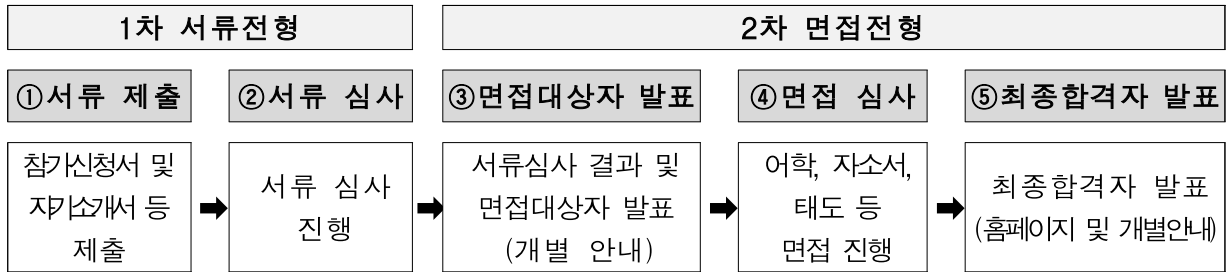 1차 서류전형
2차 면접전형
①서류 제출
②서류 심사
③면접대상자 발표
④면접 심사
⑤최종합격자 발표
참가신청서 및
자기소개서 등
제출
서류 심사
진행
서류심사 결과 및
면접대상자 발표
(개별 안내)
어학, 자소서,
태도 등
면접 진행
최종합격자 발표
(홈페이지 및 개별안내)